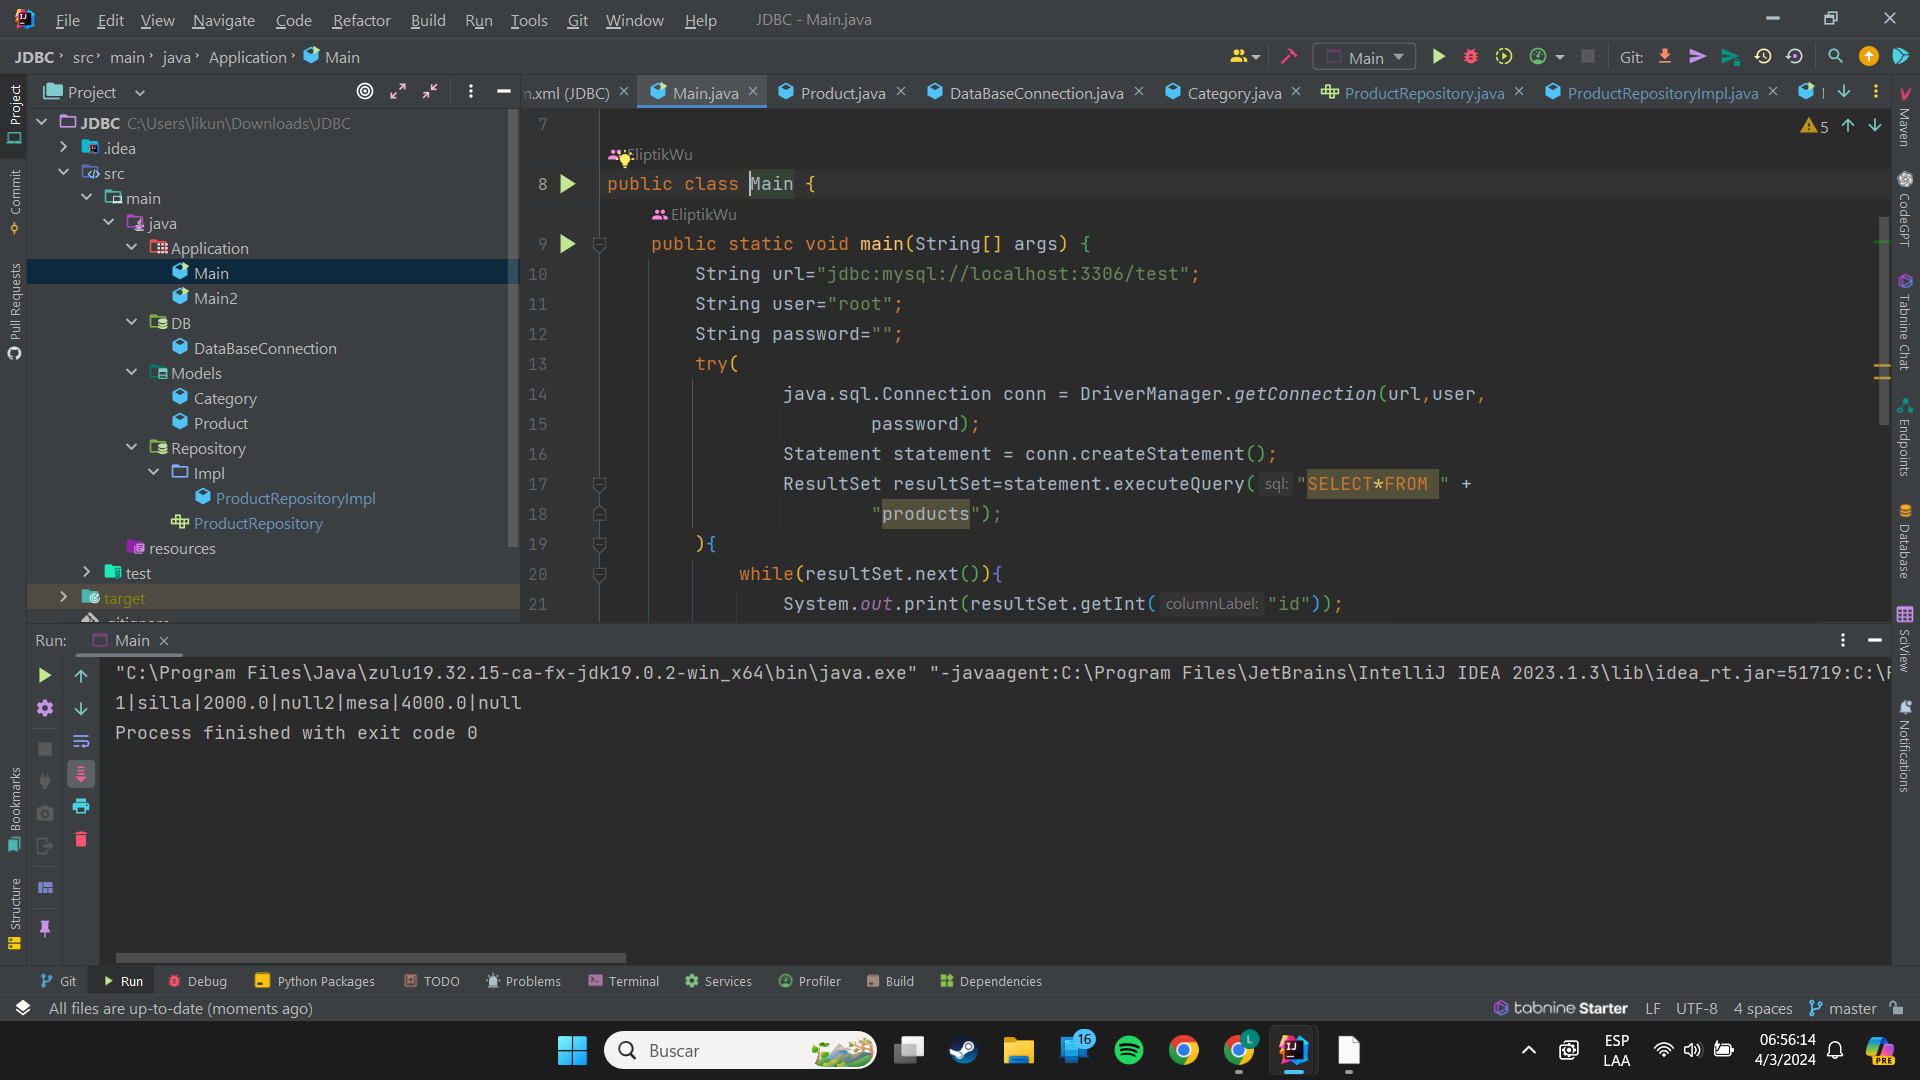 File Edit View Navigate Code Refactor Build Run Tools Git Window Help JDBC - Main.java
JDBC src main java Application Main
Main
Git:
Project
m.xml (JDBC) Main.java Product.java DataBaseConnection.java Category.java ProductRepository.java ProductRepositoryImpl.java
JDBC C:\Users\likun\Downloads\JDBC
.idea
src
main
java
Application
Main
Main2
DB
DataBaseConnection
Models
Category
Product
Repository
Impl
ProductRepositoryImpl
ProductRepository
resources
test
target
.gitignore
Project
Commit
Pull Requests
Bookmarks
Structure
5
7
EliptikWu
8 public class Main {
EliptikWu
9 public static void main(String[] args) {
10 String url="jdbc:mysql://localhost:3306/test";
11 String user="root";
12 String password="";
13 try(
14 java.sql.Connection conn = DriverManager.getConnection(url,user,
15 password);
16 Statement statement = conn.createStatement();
17 ResultSet resultSet=statement.executeQuery( sql: "SELECT*FROM " +
18 "products");
19 ){
20 while(resultSet.next()){
21 System.out.print(resultSet.getInt( columnLabel: "id"));
Maven
CodeGPT
Tabnine Chat
Endpoints
Database
SciView
Notifications
Run: Main
"C:\Program Files\Java\zulu19.32.15-ca-fx-jdk19.0.2-win_x64\bin\java.exe" "-javaagent:C:\Program Files\JetBrains\IntelliJ IDEA 2023.1.3\lib\idea_rt.jar=51719:C:\P
1|silla|2000.0|null2|mesa|4000.0|null
Process finished with exit code 0
Git Run Debug Python Packages TODO Problems Terminal Services Profiler Build Dependencies
All files are up-to-date (moments ago)
tabnine Starter LF UTF-8 4 spaces master
Buscar
16
L
ESP
LAA
06:56:14
4/3/2024
PRE